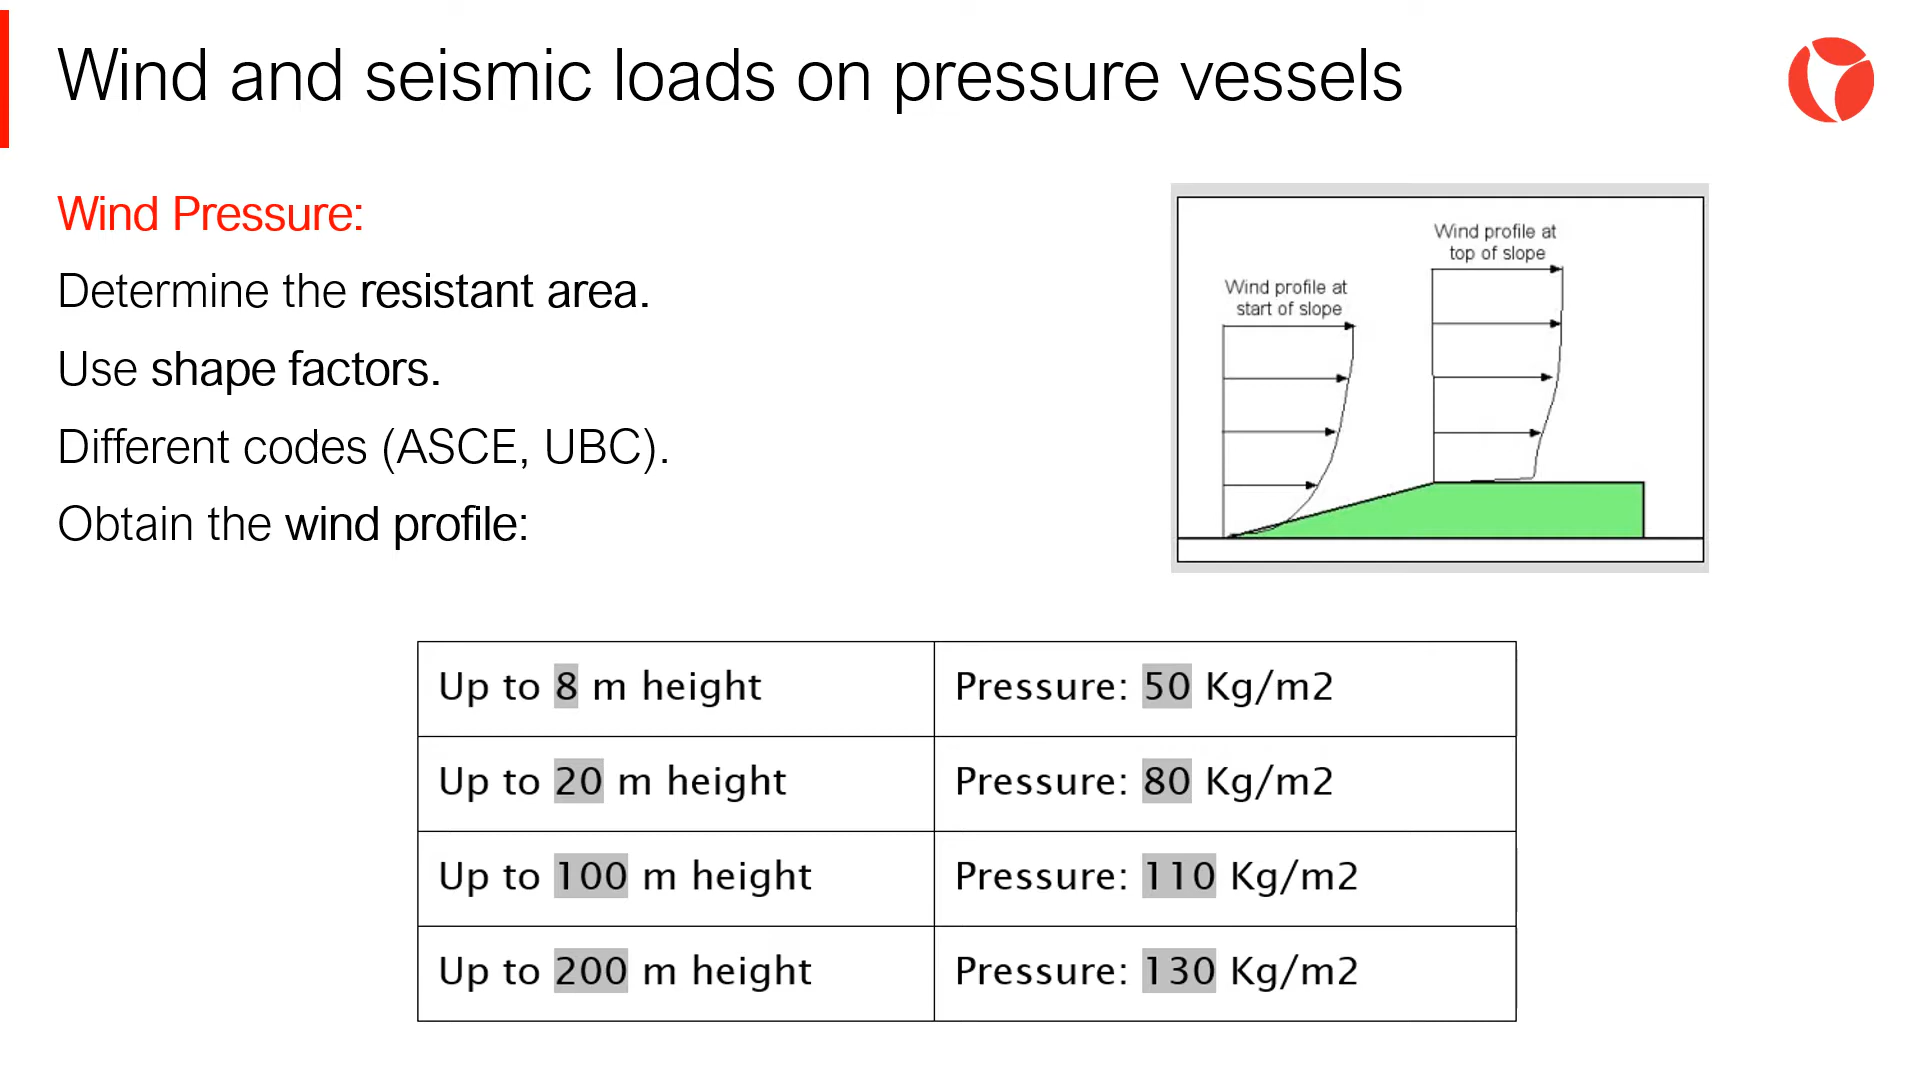 Wind and seismic loads on pressure vessels
Wind Pressure:
Determine the resistant area.
Use shape factors.
Different codes (ASCE, UBC).
Obtain the wind profile:
Wind profile at
top of slope
Wind profile at
start of slope
Up to 8 m height Pressure: 50 Kg/m2
Up to 20 m height Pressure: 80 Kg/m2
Up to 100 m height Pressure: 110 Kg/m2
Up to 200 m height Pressure: 130 Kg/m2